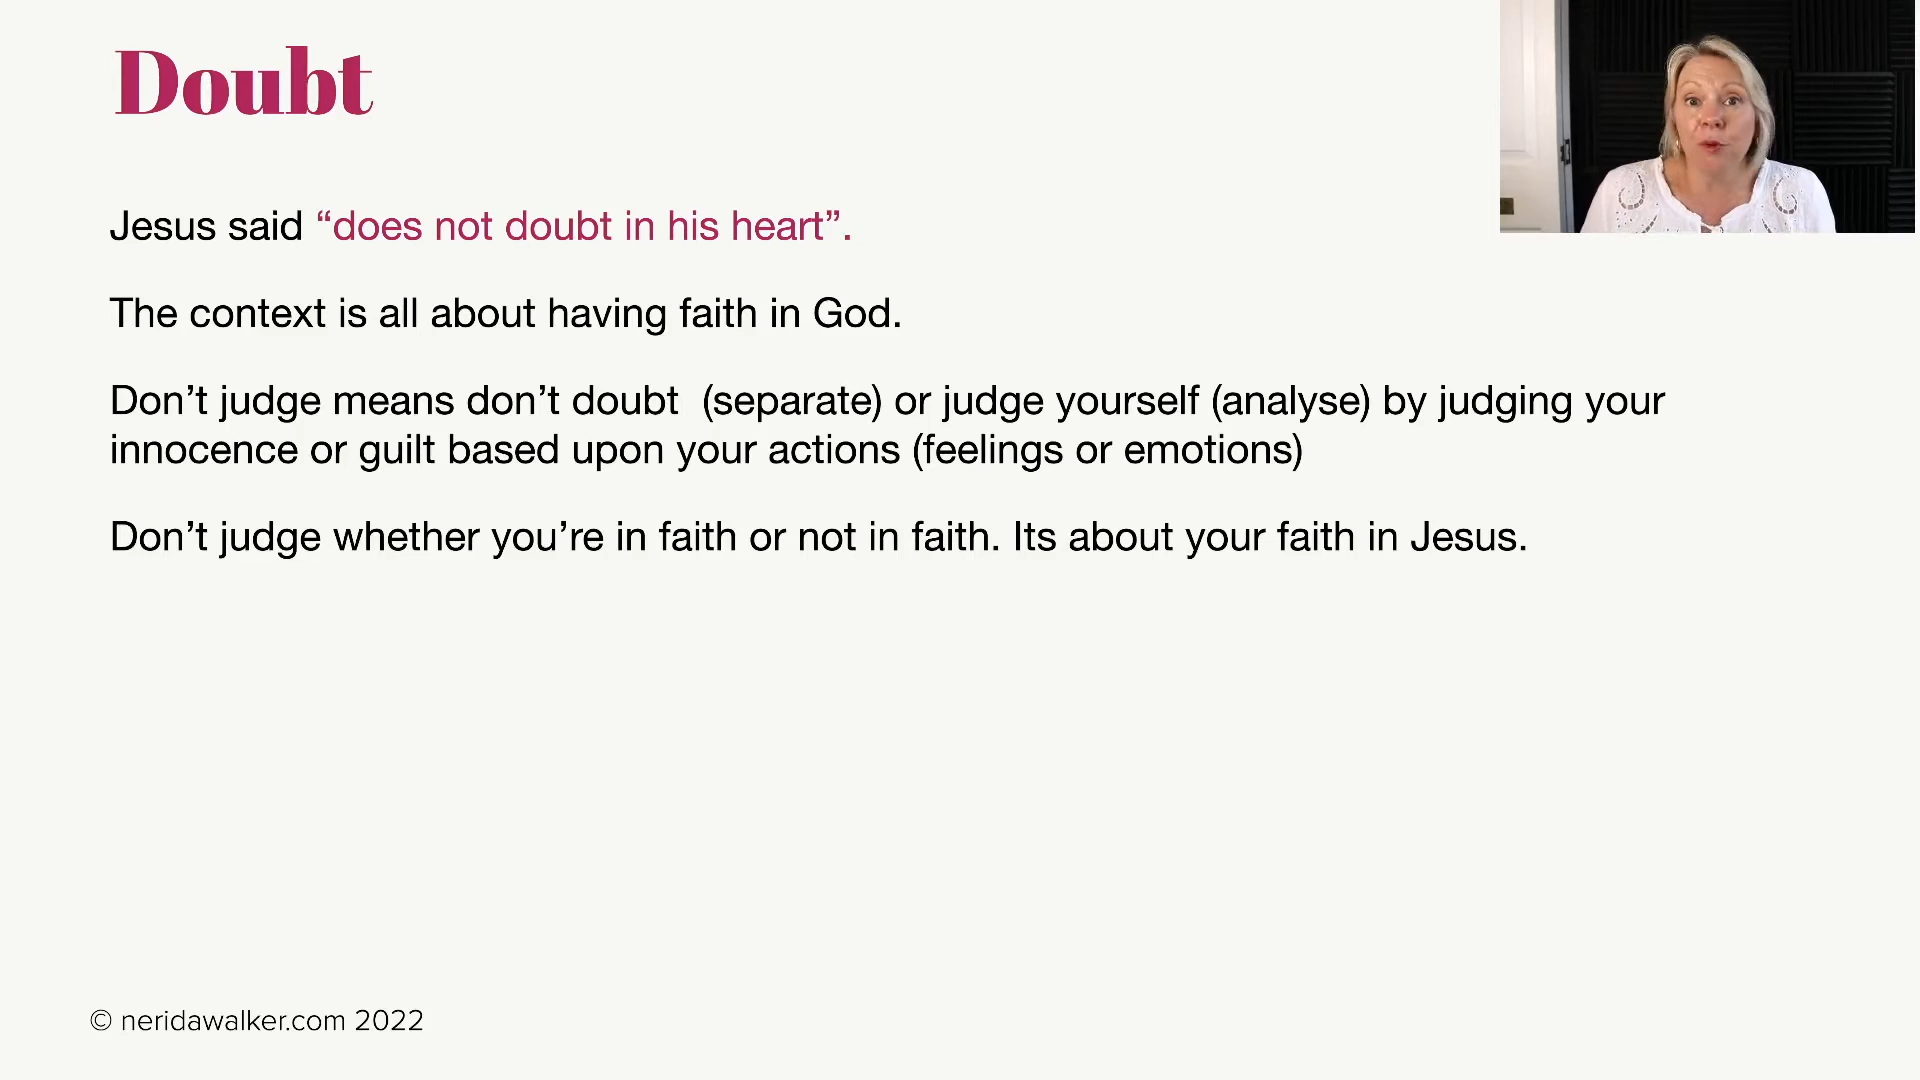 Doubt
Jesus said “does not doubt in his heart”.
The context is all about having faith in God.
Don’t judge means don’t doubt  (separate) or judge yourself (analyse) by judging your
innocence or guilt based upon your actions (feelings or emotions)
Don’t judge whether you’re in faith or not in faith. Its about your faith in Jesus.
© neridawalker.com 2022